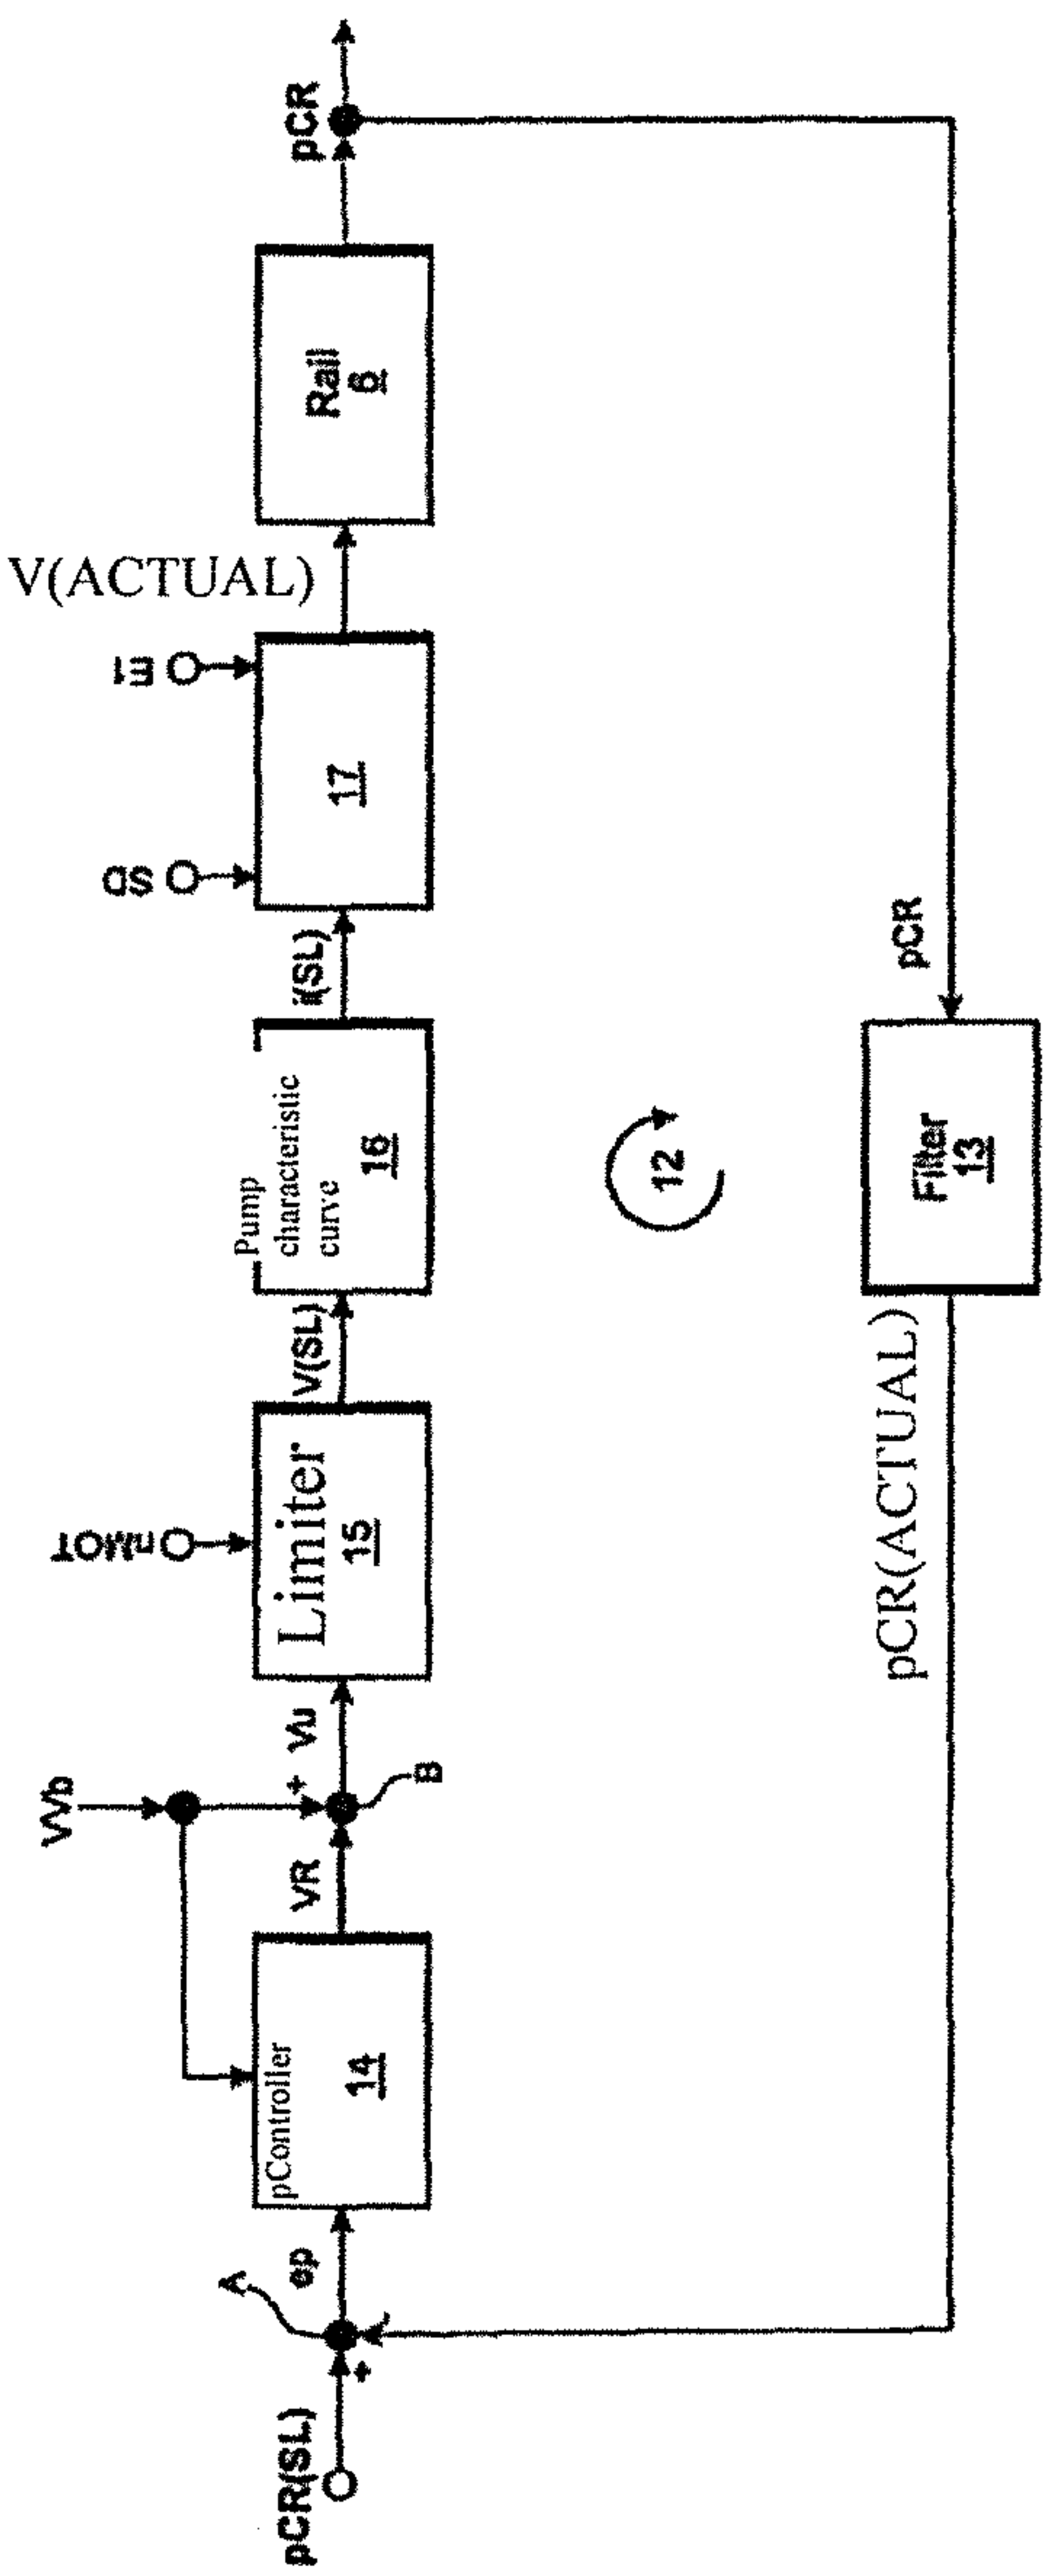 pCR(SL)
+
-
A
ep
pController
14
VVb
VR
+
B
Vu
nMOT
Limiter
15
V(SL)
Pump
characteristic
curve
16
i(SL)
SD
E1
17
V(ACTUAL)
Rail
6
pCR
12
pCR
Filter
13
pCR(ACTUAL)